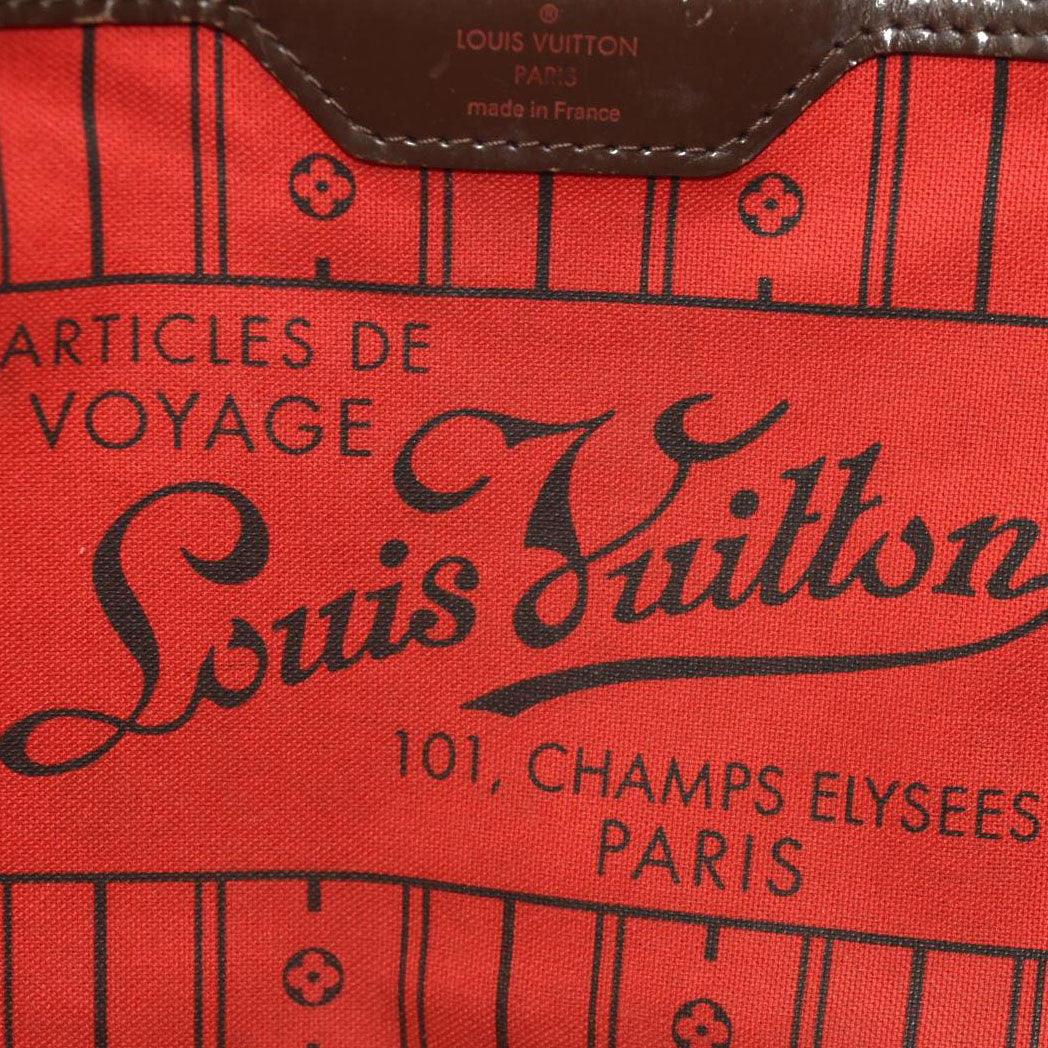 ®
LOUIS VUITTON
PARIS
made in France
ARTICLES DE
VOYAGE
Louis Vuitton
101, CHAMPS ELYSEES
PARIS